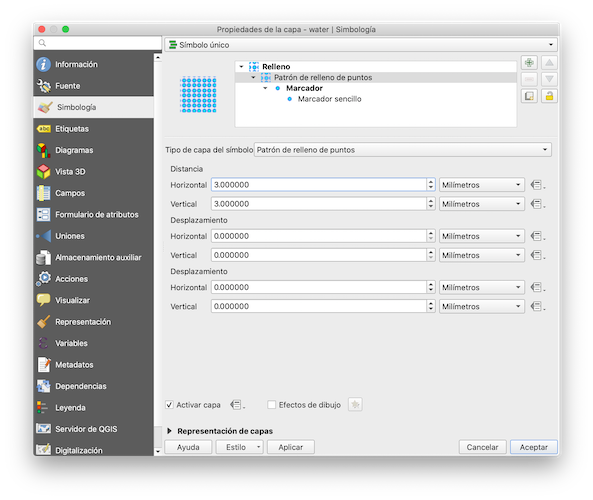 Propiedades de la capa - water | Simbología
Símbolo único
Información
Fuente
Simbología
abc Etiquetas
Diagramas
Vista 3D
Campos
Formulario de atributos
Uniones
Almacenamiento auxiliar
Acciones
Visualizar
Representación
ε Variables
Metadatos
Dependencias
Leyenda
Servidor de QGIS
Digitalización
Relleno
Patrón de relleno de puntos
Marcador
Marcador sencillo
Tipo de capa del símbolo Patrón de relleno de puntos
Distancia
Horizontal 3.000000 Milímetros
Vertical 3.000000 Milímetros
Desplazamiento
Horizontal 0.000000 Milímetros
Vertical 0.000000 Milímetros
Desplazamiento
Horizontal 0.000000 Milímetros
Vertical 0.000000 Milímetros
Activar capa Efectos de dibujo
Representación de capas
Ayuda Estilo Aplicar Cancelar Aceptar